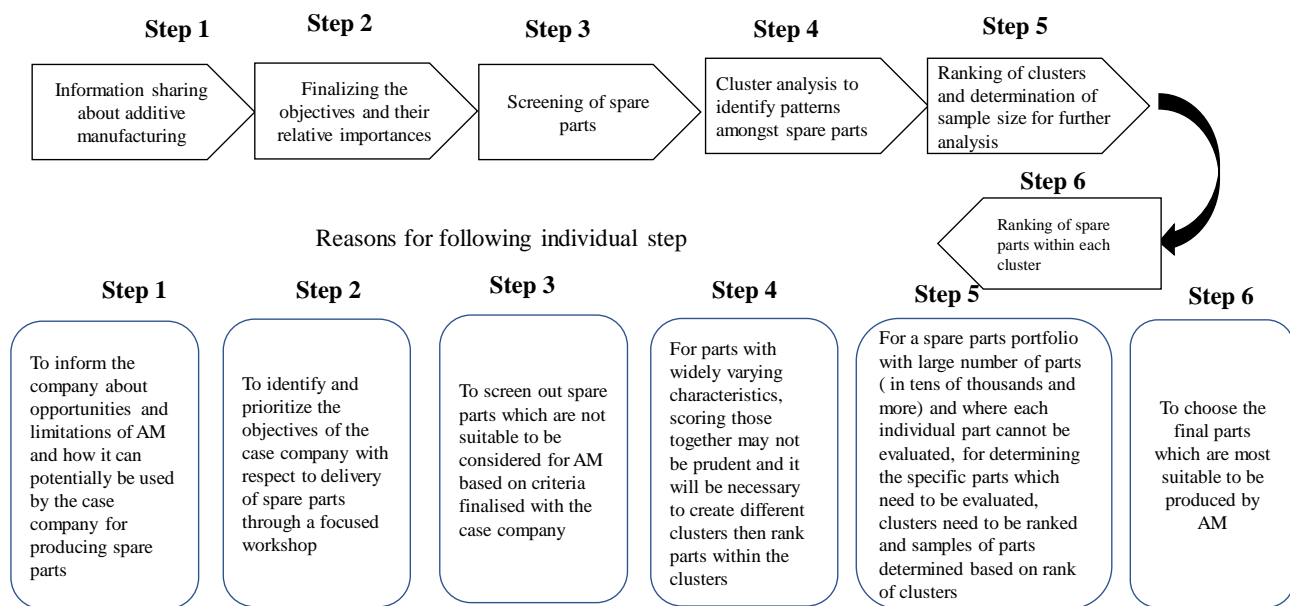 Step 1
Step 2
Step 3
Step 4
Step 5
Information sharing
about additive
manufacturing
Finalizing the
objectives and their
relative importances
Screening of spare
parts
Cluster analysis to
identify patterns
amongst spare parts
Ranking of clusters
and determination of
sample size for further
analysis
Step 6
Ranking of spare
parts within each
cluster
Reasons for following individual step
Step 1
Step 2
Step 3
Step 4
Step 5
Step 6
To inform the
company about
opportunities and
limitations of AM
and how it can
potentially be used
by the case
company for
producing spare
parts
To identify and
prioritize the
objectives of the
case company with
respect to delivery of
spare parts
through a focused
workshop
To screen out spare
parts which are not
suitable to be
considered for AM
based on criteria
finalised with the
case company
For parts with
widely varying
characteristics,
scoring those
together may not
be prudent and it
will be necessary
to create different
clusters then rank
parts within the
clusters
For a spare parts portfolio
with large number of parts
( in tens of thousands and
more) and where each
individual part cannot be
evaluated, for determining
the specific parts which
need to be evaluated,
clusters need to be ranked
and samples of parts
determined based on rank
of clusters
To choose the
final parts
which are most
suitable to be
produced by
AM